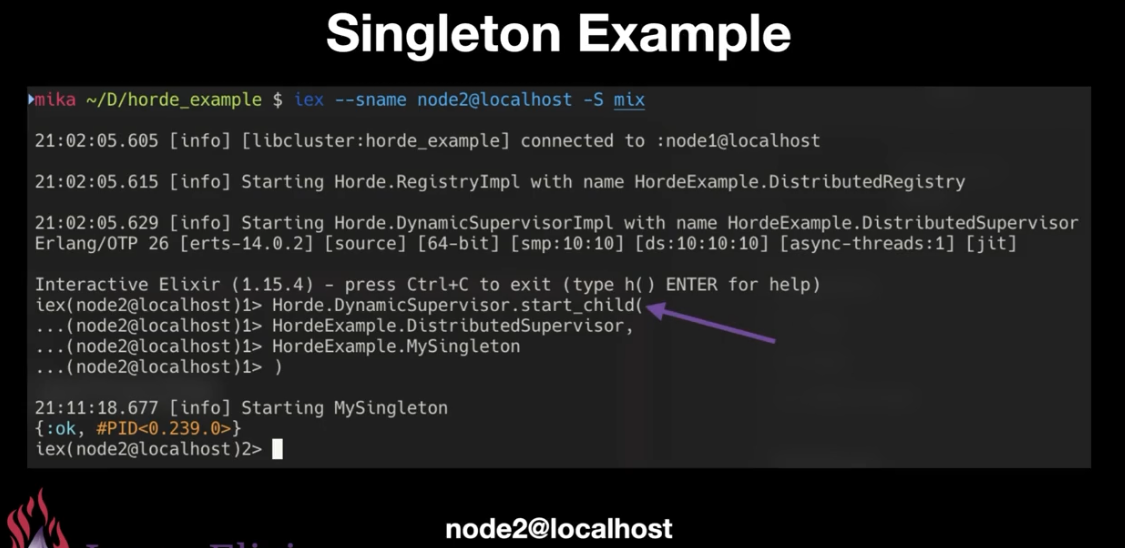 Singleton Example
mika ~/D/horde_example $ iex --sname node2@localhost -S mix
21:02:05.605 [info] [libcluster:horde_example] connected to :node1@localhost
21:02:05.615 [info] Starting Horde.RegistryImpl with name HordeExample.DistributedRegistry
21:02:05.629 [info] Starting Horde.DynamicSupervisorImpl with name HordeExample.DistributedSupervisor
Erlang/OTP 26 [erts-14.0.2] [source] [64-bit] [smp:10:10] [ds:10:10:10] [async-threads:1] [jit]
Interactive Elixir (1.15.4) - press Ctrl+C to exit (type h() ENTER for help)
iex(node2@localhost)1> Horde.DynamicSupervisor.start_child(
...(node2@localhost)1> HordeExample.DistributedSupervisor,
...(node2@localhost)1> HordeExample.MySingleton
...(node2@localhost)1> )
21:11:18.677 [info] Starting MySingleton
{:ok, #PID<0.239.0>}
iex(node2@localhost)2>
node2@localhost